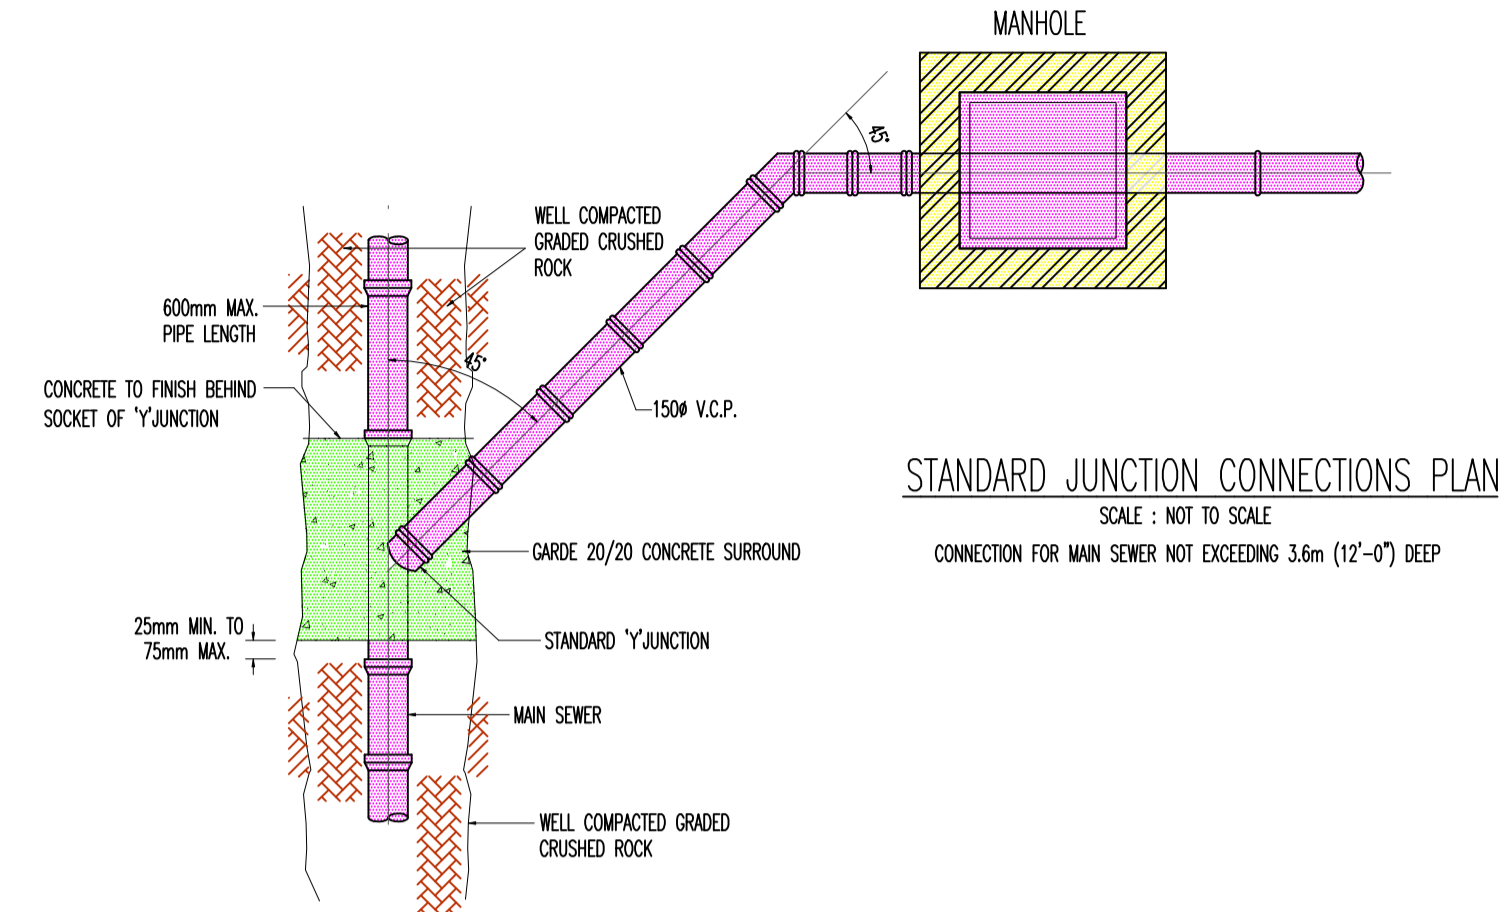 MANHOLE
45°
WELL COMPACTED
GRADED CRUSHED
ROCK
600mm MAX.
PIPE LENGTH
45°
CONCRETE TO FINISH BEHIND
SOCKET OF 'Y'JUNCTION
150ø V.C.P.
STANDARD JUNCTION CONNECTIONS PLAN
SCALE : NOT TO SCALE
CONNECTION FOR MAIN SEWER NOT EXCEEDING 3.6m (12'-0") DEEP
GARDE 20/20 CONCRETE SURROUND
25mm MIN. TO
75mm MAX.
STANDARD 'Y'JUNCTION
MAIN SEWER
WELL COMPACTED GRADED
CRUSHED ROCK